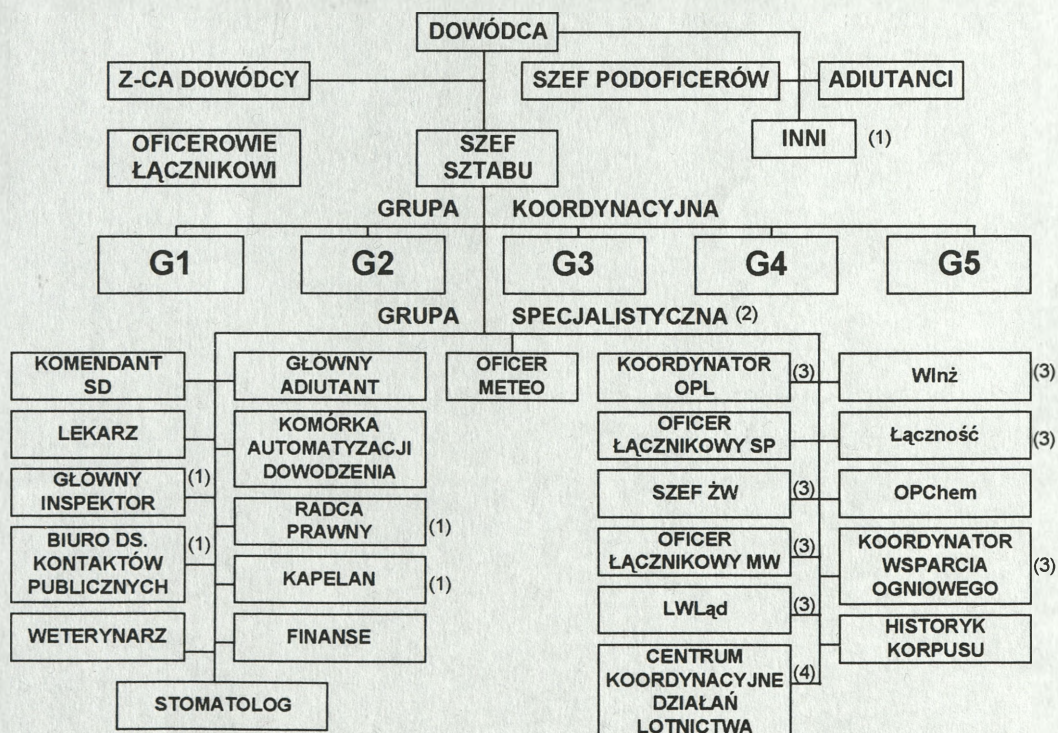 DOWÓDCA
Z-CA DOWÓDCY
SZEF PODOFICERÓW
ADIUTANCI
OFICEROWIE
ŁĄCZNIKOWI
SZEF
SZTABU
INNI (1)
GRUPA KOORDYNACYJNA
G1
G2
G3
G4
G5
GRUPA SPECJALISTYCZNA (2)
KOMENDANT
SD
LEKARZ
GŁÓWNY
INSPEKTOR
(1)
BIURO DS.
KONTAKTÓW
PUBLICZNYCH
(1)
WETERYNARZ
STOMATOLOG
GŁÓWNY
ADIUTANT
KOMÓRKA
AUTOMATYZACJI
DOWODZENIA
RADCA
PRAWNY
(1)
KAPELAN
(1)
FINANSE
OFICER
METEO
KOORDYNATOR
OPL
(3)
OFICER
ŁĄCZNIKOWY SP
SZEF ŻW
(3)
OFICER
ŁĄCZNIKOWY MW
(3)
LWLąd
(3)
CENTRUM
KOORDYNACYJNE
DZIAŁAŃ
LOTNICTWA
(4)
WInż
(3)
Łączność
(3)
OPChem
KOORDYNATOR
WSPARCIA
OGNIOWEGO
(3)
HISTORYK
KORPUSU